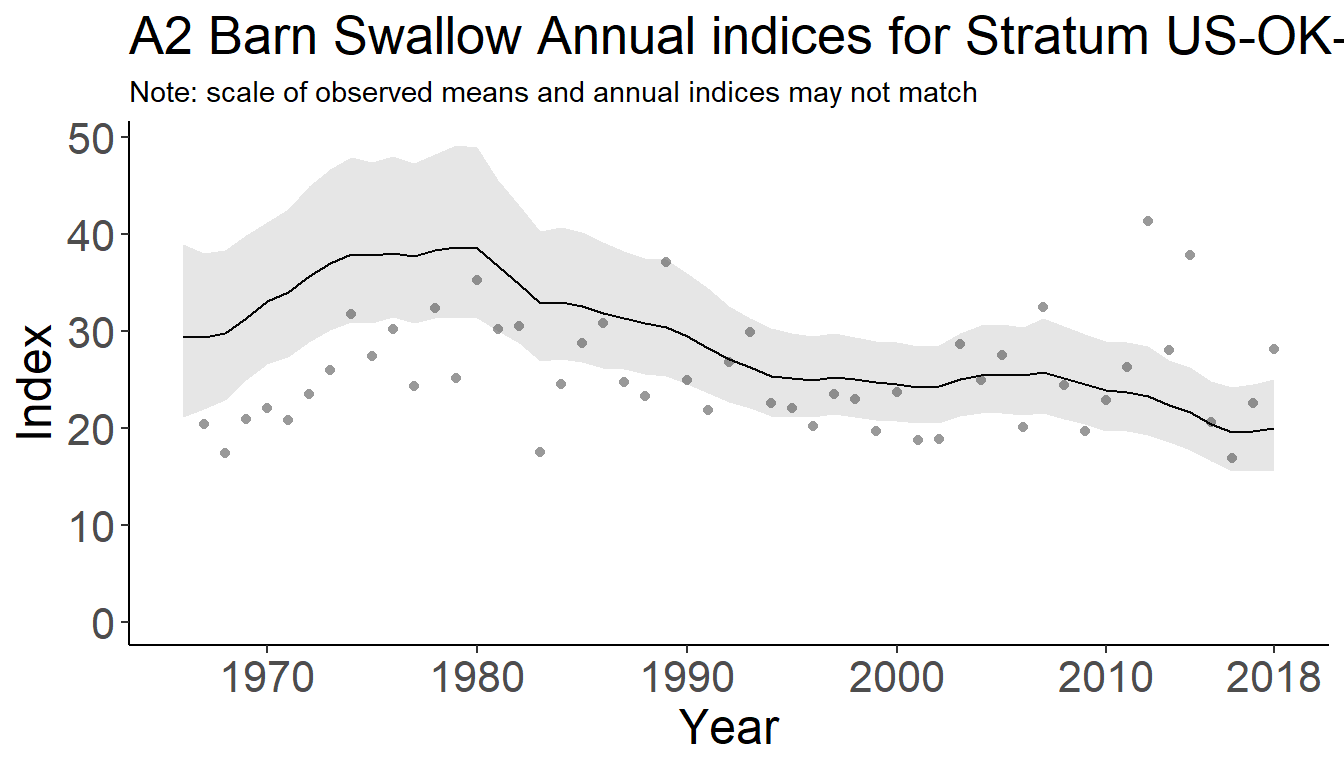 A2 Barn Swallow Annual indices for Stratum US-OK-
Note: scale of observed means and annual indices may not match
50
40
30
20
10
0
Index
1970 1980 1990 2000 2010 2018
Year